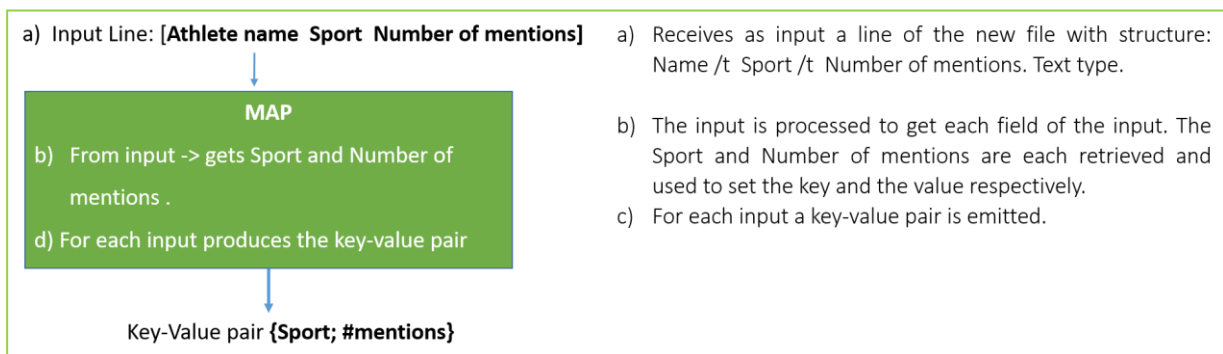 a) Input Line: [Athlete name Sport Number of mentions]
MAP
b) From input -> gets Sport and Number of
mentions .
d) For each input produces the key-value pair
Key-Value pair {Sport; #mentions}
a) Receives as input a line of the new file with structure:
Name /t Sport /t Number of mentions. Text type.
b) The input is processed to get each field of the input. The
Sport and Number of mentions are each retrieved and
used to set the key and the value respectively.
c) For each input a key-value pair is emitted.